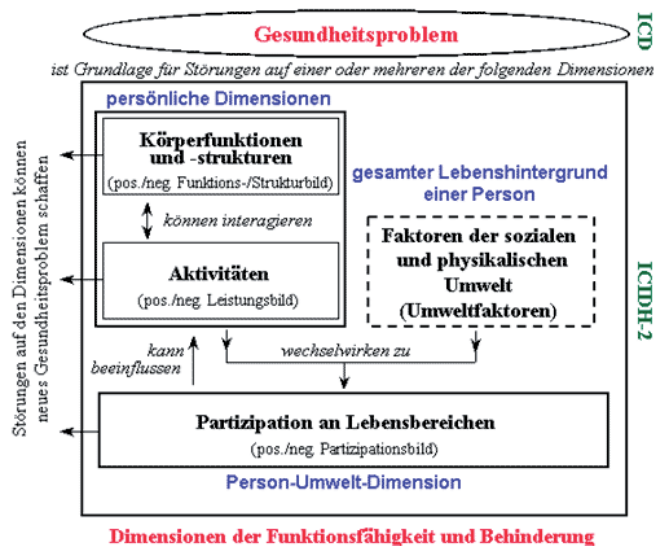 Gesundheitsproblem
ICD
ist Grundlage für Störungen auf einer oder mehreren der folgenden Dimensionen
persönliche Dimensionen
Körperfunktionen
und -strukturen
(pos./neg. Funktions-/Strukturbild)
können interagieren
Aktivitäten
(pos./neg. Leistungsbild)
gesamter Lebenshintergrund
einer Person
Faktoren der sozialen
und physikalischen
Umwelt
(Umweltfaktoren)
Störungen auf den Dimensionen können
neues Gesundheitsproblem schaffen
ICIDH-2
kann
beeinflussen
wechselwirken zu
Partizipation an Lebensbereichen
(pos./neg. Partizipationsbild)
Person-Umwelt-Dimension
Dimensionen der Funktionsfähigkeit und Behinderung